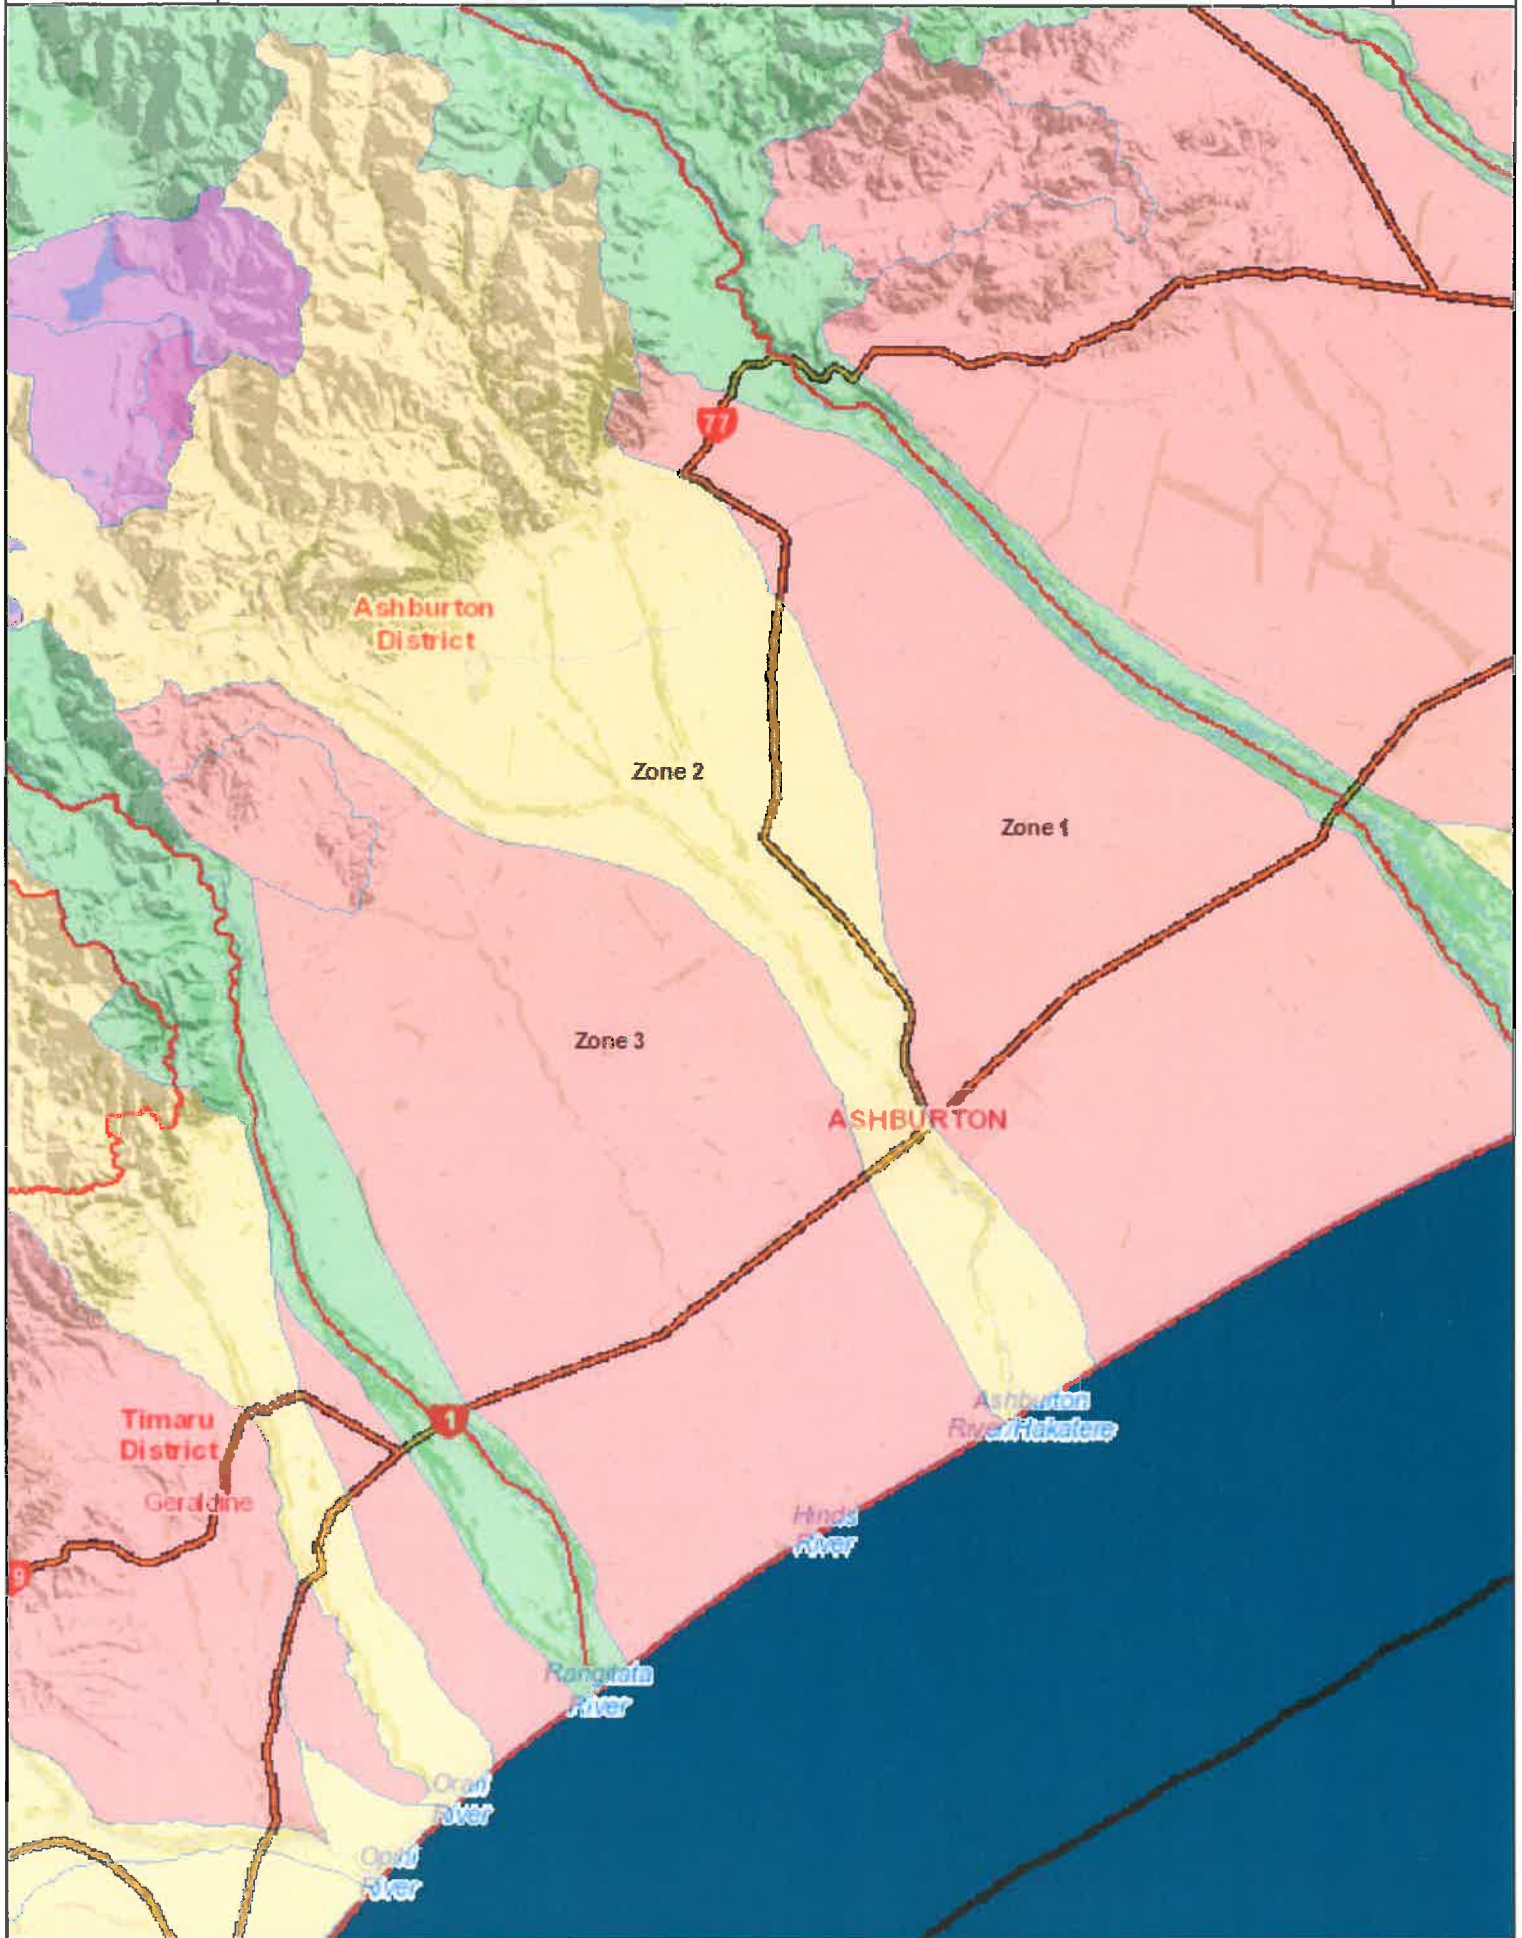 77
Ashburton
District
Zone 2
Zone 1
Zone 3
ASHBURTON
1
Timaru
District
Geraldine
9
Ashburton
River/Hakatere
Hinds
River
Rangitata
River
Orari
River
Opihi
River